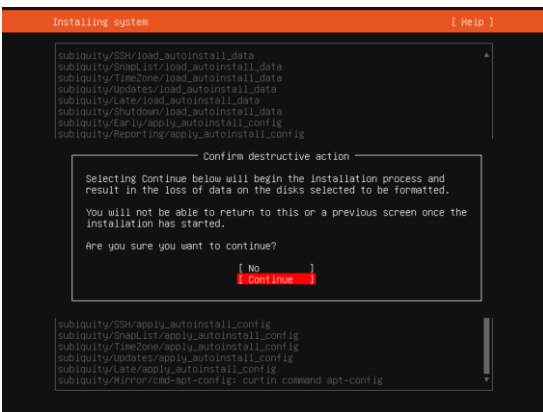 Installing system [ Help ]
subiquity/SSH/load_autoinstall_data
subiquity/SnapList/load_autoinstall_data
subiquity/TimeZone/load_autoinstall_data
subiquity/Updates/load_autoinstall_data
subiquity/Late/load_autoinstall_data
subiquity/Shutdown/load_autoinstall_data
subiquity/Early/apply_autoinstall_config
subiquity/Reporting/apply_autoinstall_config
Confirm destructive action
Selecting Continue below will begin the installation process and
result in the loss of data on the disks selected to be formatted.
You will not be able to return to this or a previous screen once the
installation has started.
Are you sure you want to continue?
[ No ]
[ Continue ]
subiquity/SSH/apply_autoinstall_config
subiquity/SnapList/apply_autoinstall_config
subiquity/TimeZone/apply_autoinstall_config
subiquity/Updates/apply_autoinstall_config
subiquity/Late/apply_autoinstall_config
subiquity/Mirror/cmd-apt-config: curtin command apt-config